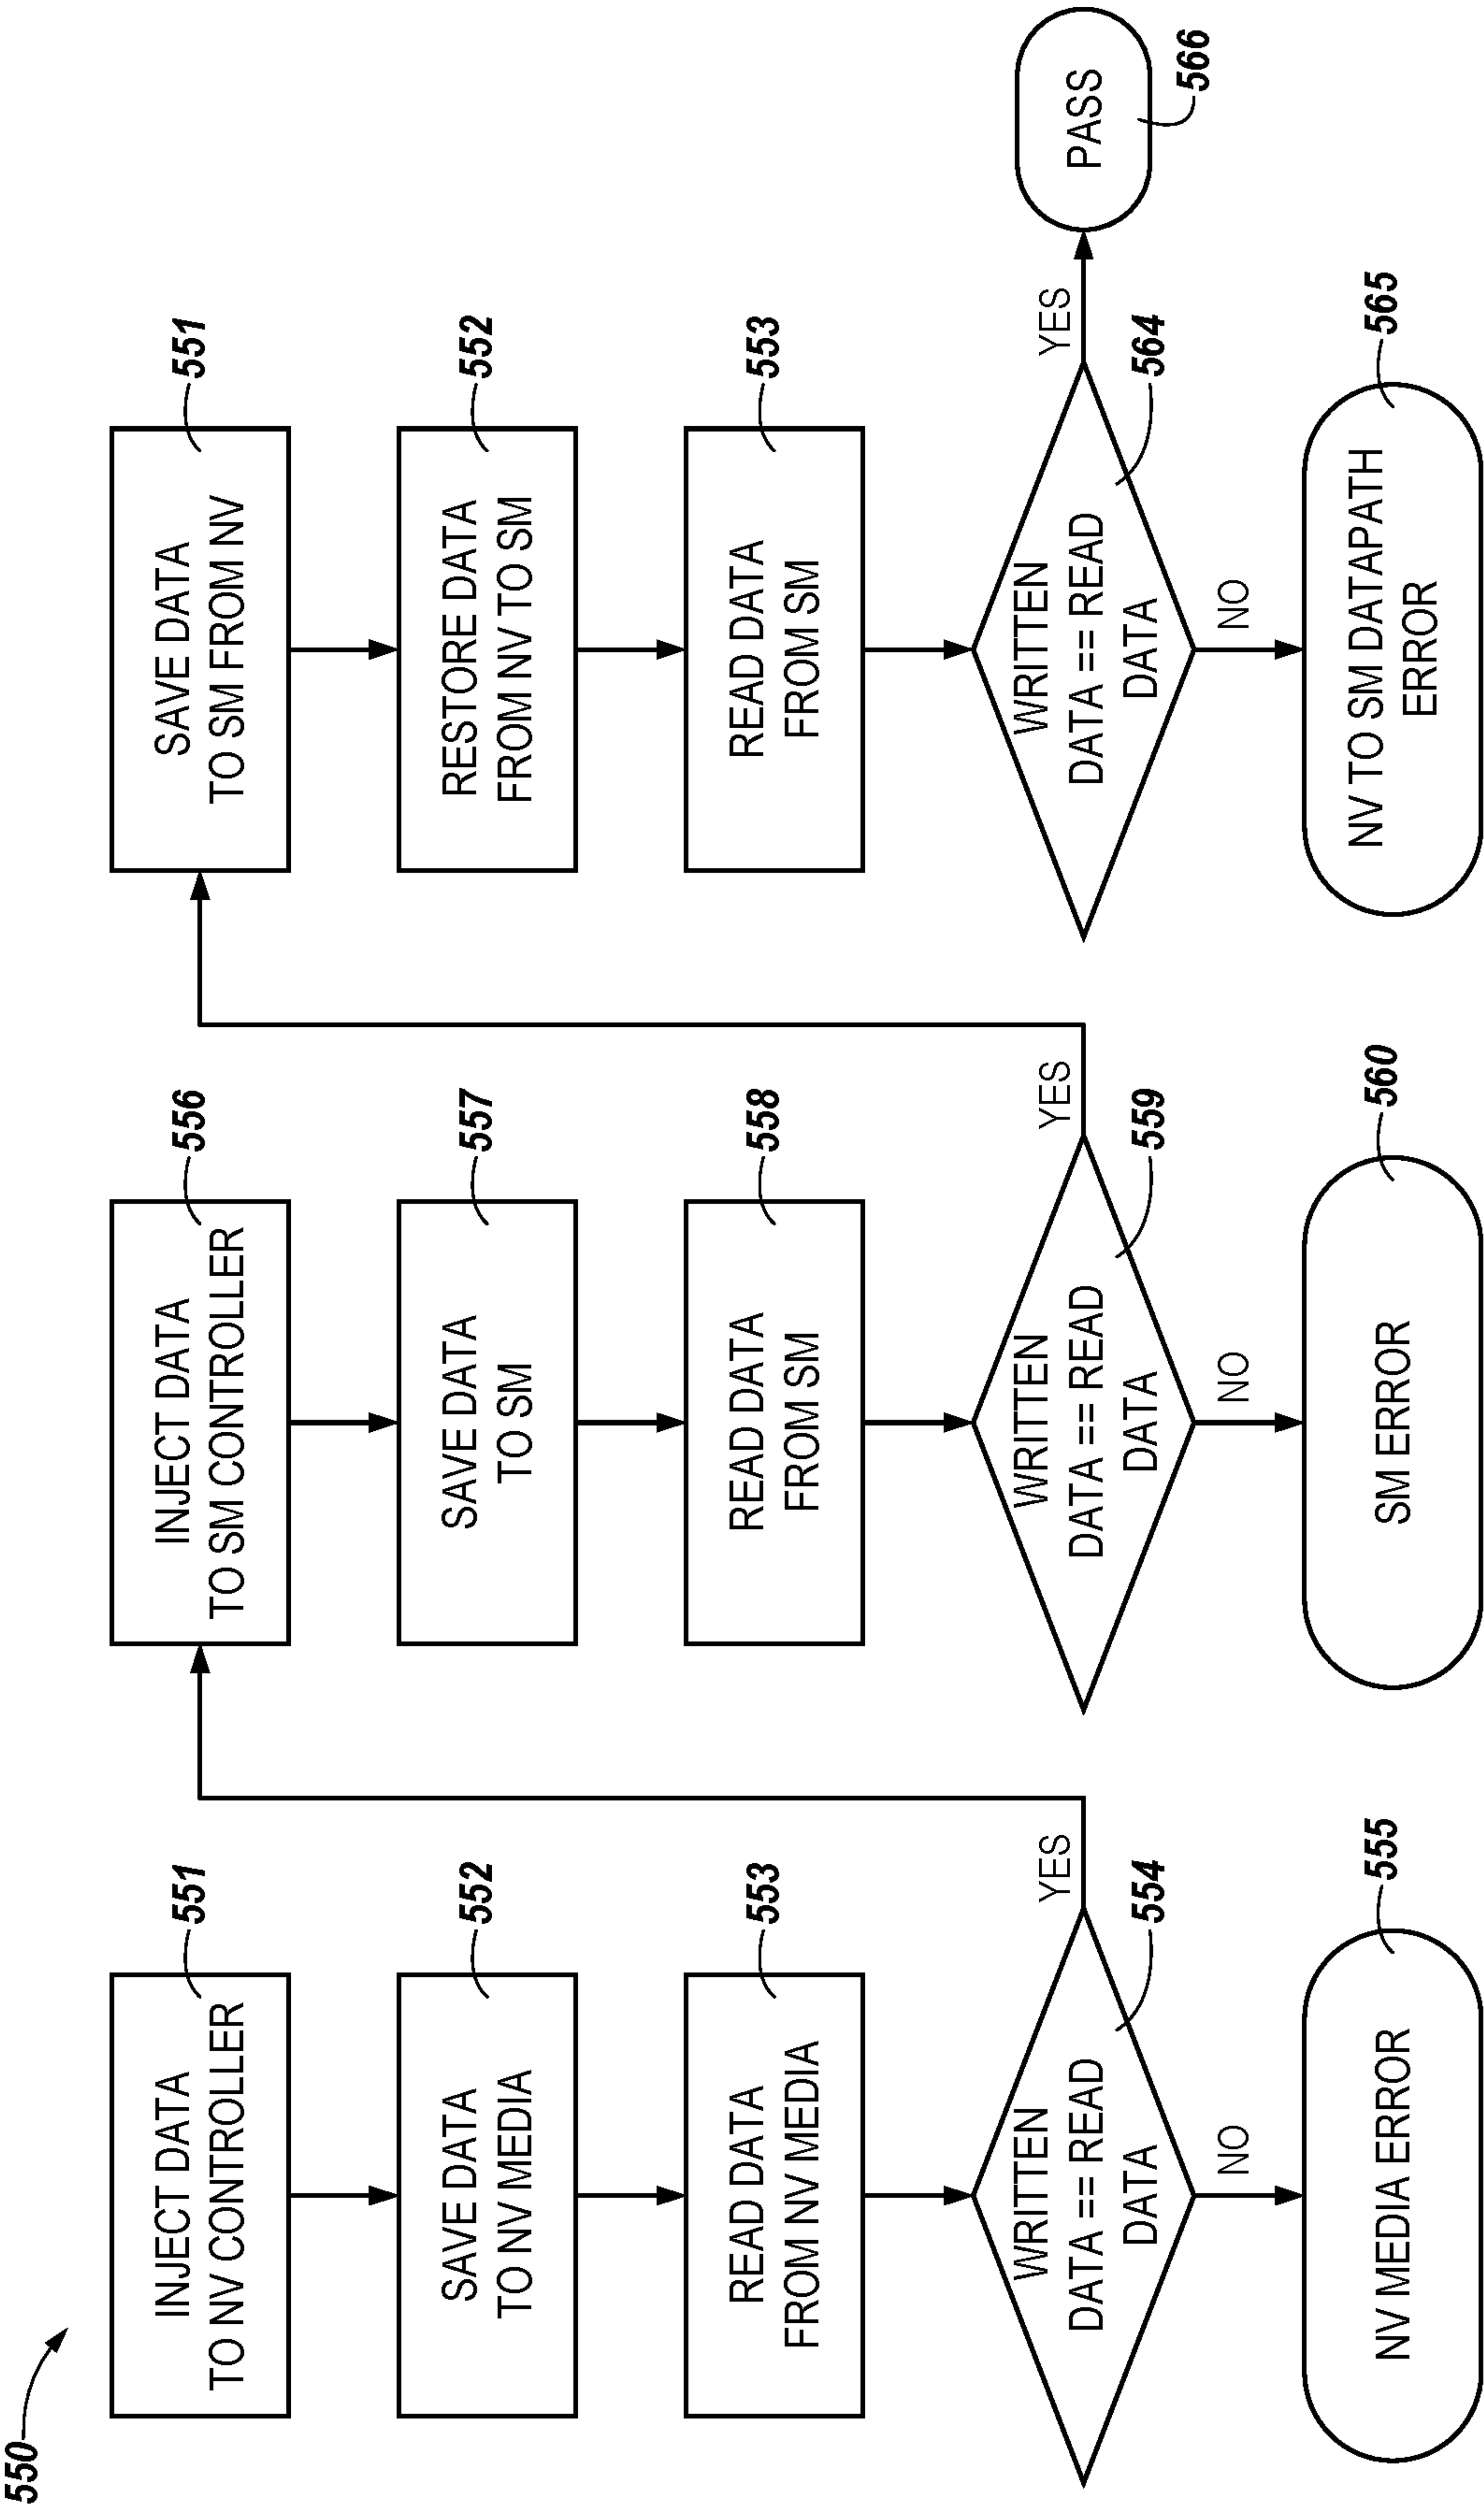 550
INJECT DATA
TO NV CONTROLLER
551
SAVE DATA
TO NV MEDIA
552
READ DATA
FROM NV MEDIA
553
WRITTEN
DATA == READ
DATA
554
YES
NO
NV MEDIA ERROR
555
INJECT DATA
TO SM CONTROLLER
556
SAVE DATA
TO SM
557
READ DATA
FROM SM
558
WRITTEN
DATA == READ
DATA
559
YES
NO
SM ERROR
560
SAVE DATA
TO SM FROM NV
551
RESTORE DATA
FROM NV TO SM
552
READ DATA
FROM SM
553
WRITTEN
DATA == READ
DATA
564
YES
NO
NV TO SM DATAPATH
ERROR
565
PASS
566